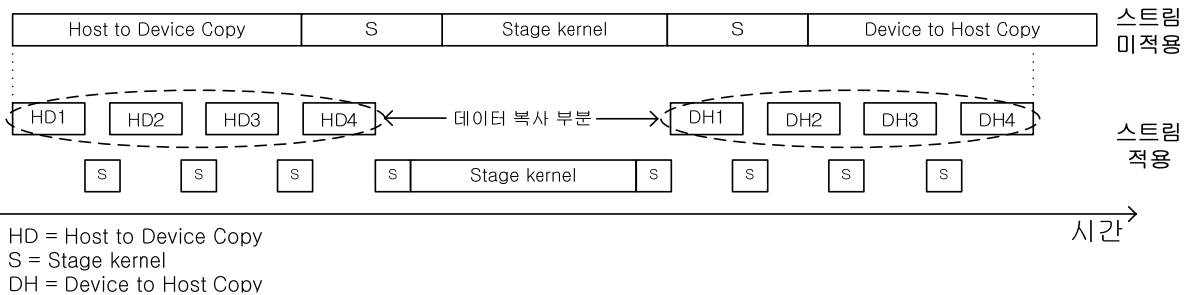 Host to Device Copy S Stage kernel S Device to Host Copy 스트림
미적용
HD1 HD2 HD3 HD4 데이터 복사 부분 DH1 DH2 DH3 DH4
스트림
적용
S S S S Stage kernel S S S S
시간
HD = Host to Device Copy
S = Stage kernel
DH = Device to Host Copy